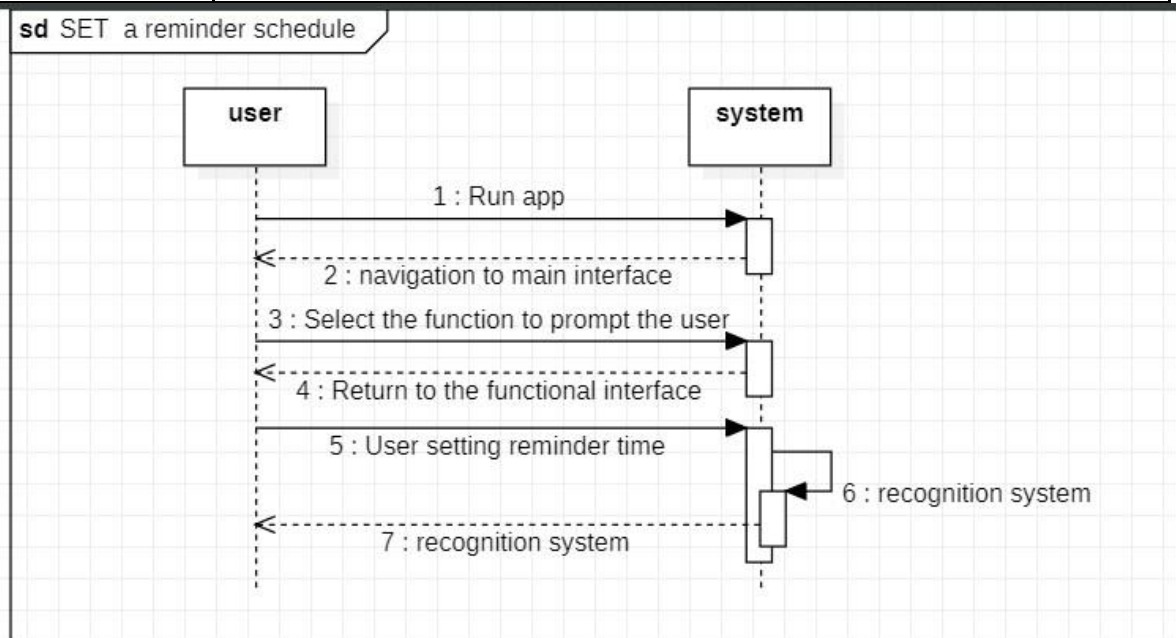 sd SET a reminder schedule
user
system
1 : Run app
2 : navigation to main interface
3 : Select the function to prompt the user
4 : Return to the functional interface
5 : User setting reminder time
6 : recognition system
7 : recognition system